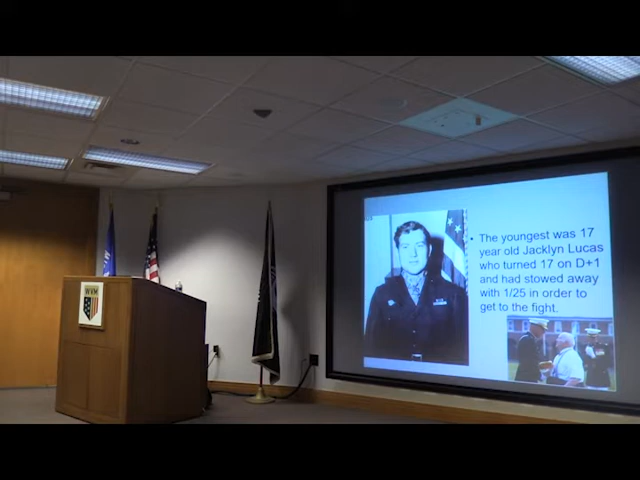 WVM
• The youngest was 17
year old Jacklyn Lucas
who turned 17 on D+1
and had stowed away
with 1/25 in order to
get to the fight.